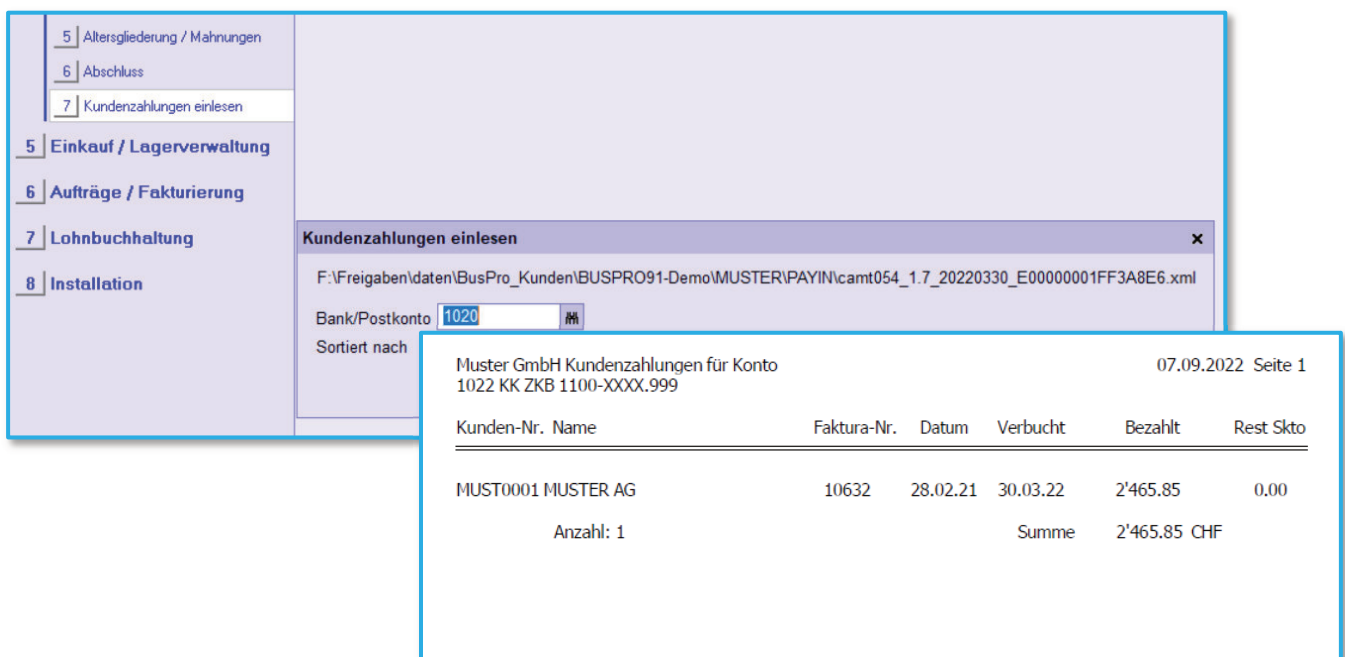 5 Altersgliederung / Mahnungen
6 Abschluss
7 Kundenzahlungen einlesen
5 Einkauf / Lagerverwaltung
6 Aufträge / Fakturierung
7 Lohnbuchhaltung
8 Installation
Kundenzahlungen einlesen x
F:\Freigaben\daten\BusPro_Kunden\BUSPRO91-Demo\MUSTER\PAYIN\camt054_1.7_20220330_E00000001FF3A8E6.xml
Bank/Postkonto 1020
Sortiert nach
Muster GmbH Kundenzahlungen für Konto 07.09.2022 Seite 1
1022 KK ZKB 1100-XXXX.999
Kunden-Nr. Name Faktura-Nr. Datum Verbucht Bezahlt Rest Skto
MUST0001 MUSTER AG 10632 28.02.21 30.03.22 2'465.85 0.00
Anzahl: 1 Summe 2'465.85 CHF